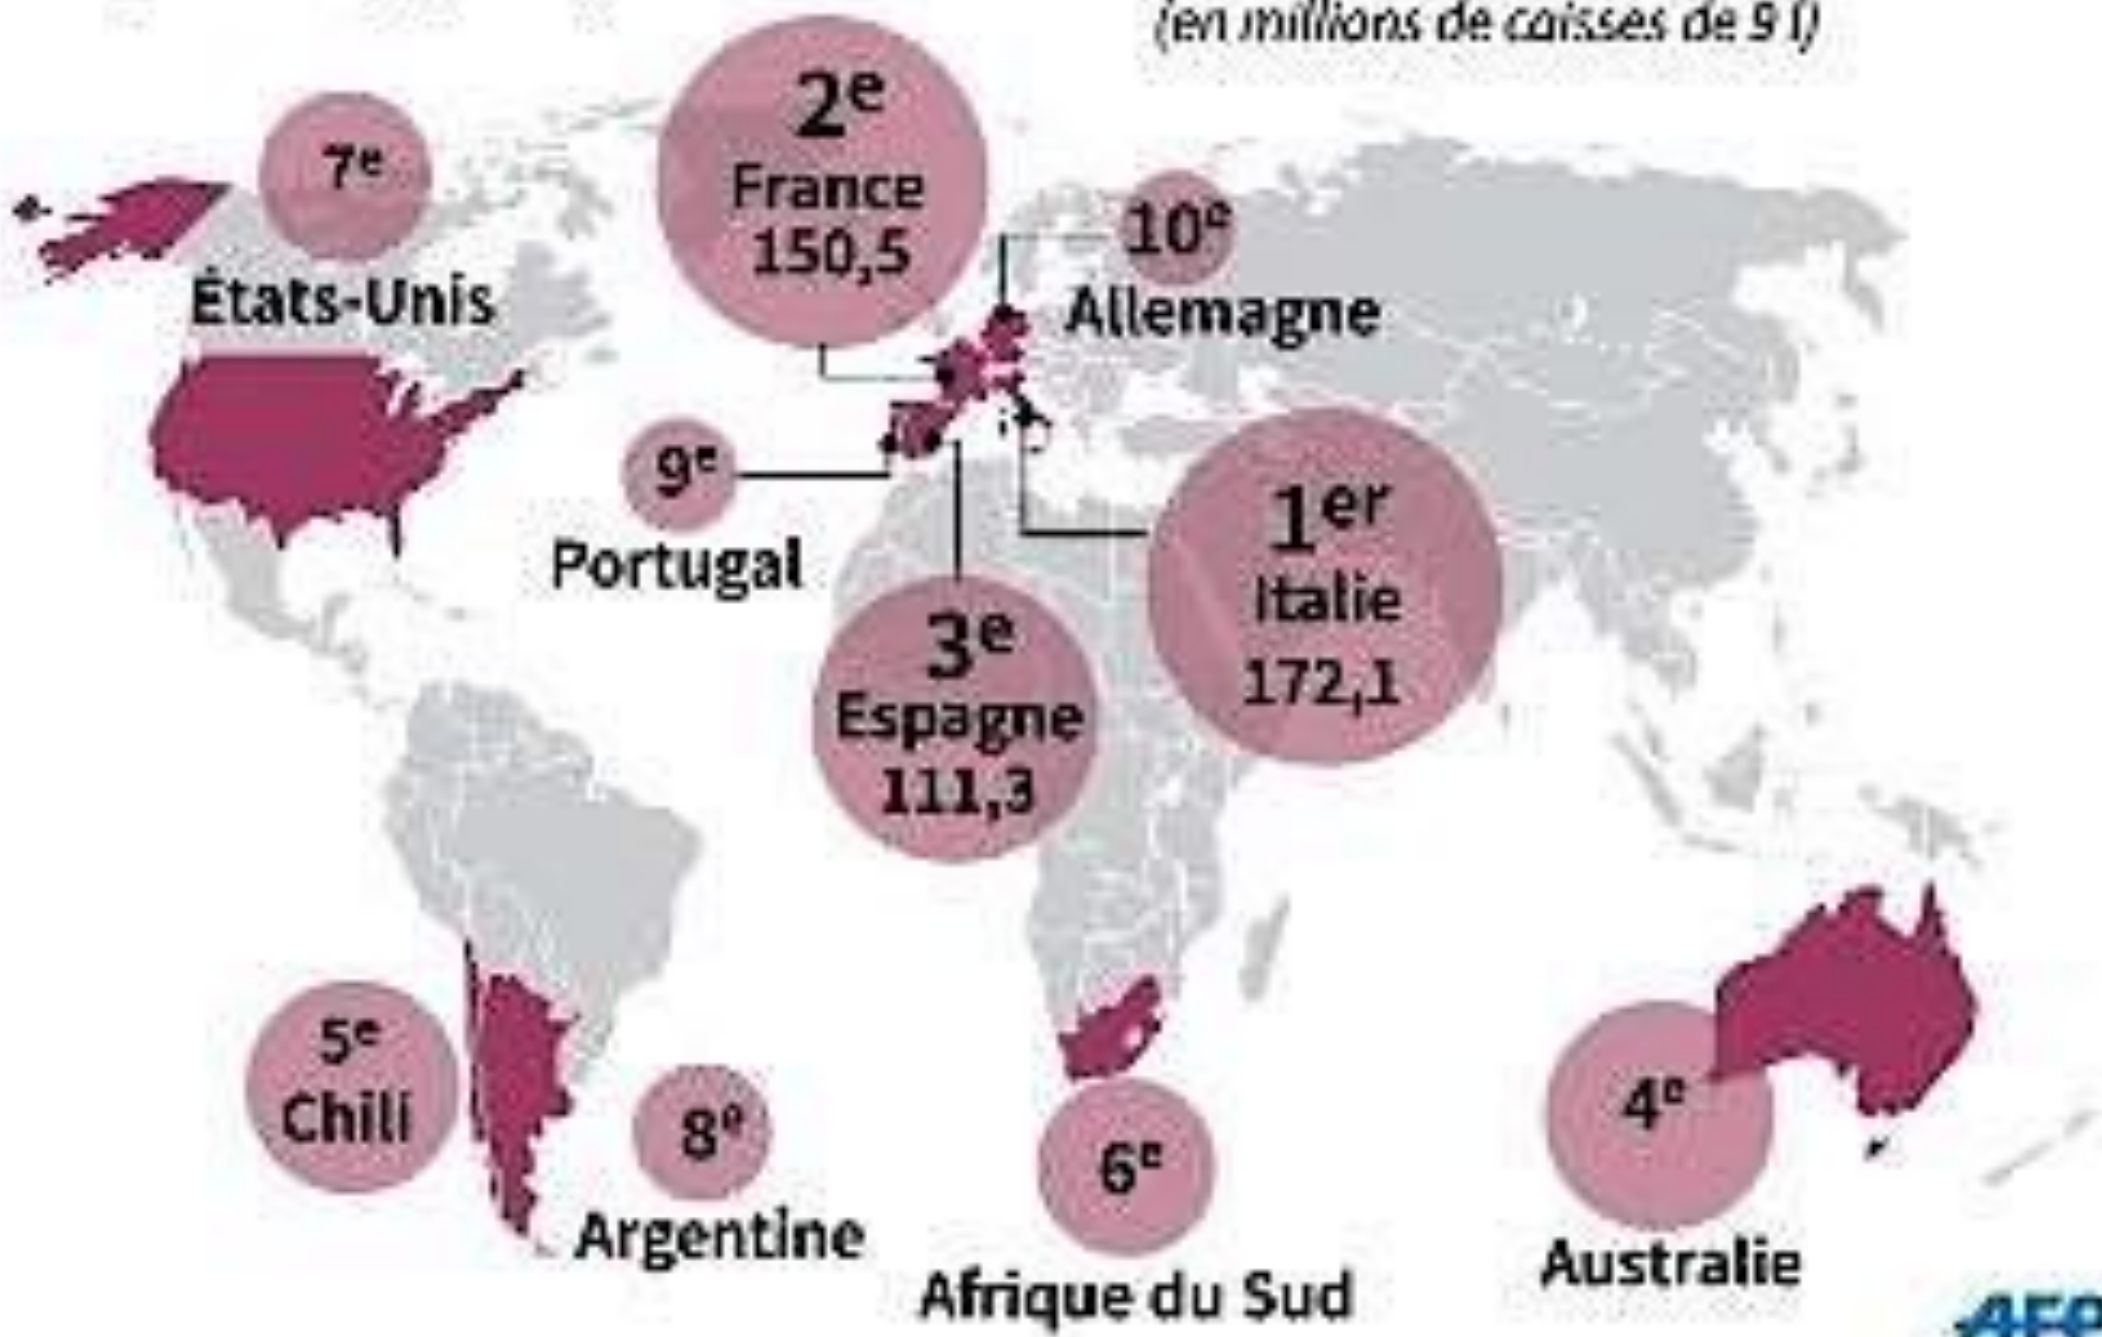 (en millions de caisses de 9 l)
2e
France
150,5
7e
États-Unis
10e
Allemagne
9e
Portugal
1er
Italie
172,1
3e
Espagne
111,3
5e
Chili
8e
Argentine
6e
Afrique du Sud
4e
Australie
AFP